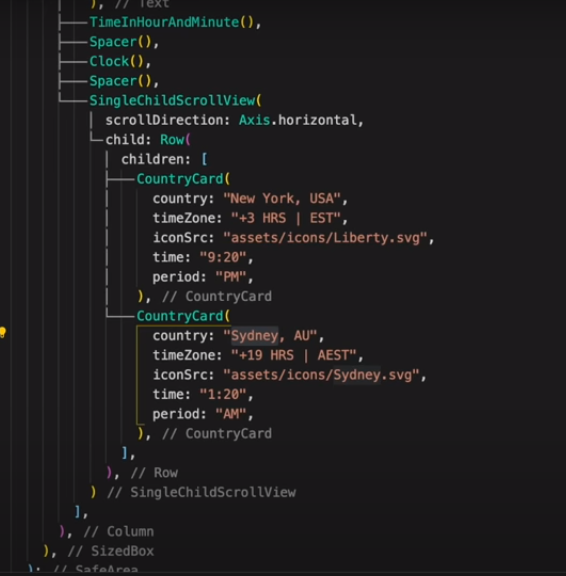 ), // Text
TimeInHourAndMinute(),
Spacer(),
Clock(),
Spacer(),
SingleChildScrollView(
scrollDirection: Axis.horizontal,
child: Row(
children: [
CountryCard(
country: "New York, USA",
timeZone: "+3 HRS | EST",
iconSrc: "assets/icons/Liberty.svg",
time: "9:20",
period: "PM",
), // CountryCard
CountryCard(
country: "Sydney, AU",
timeZone: "+19 HRS | AEST",
iconSrc: "assets/icons/Sydney.svg",
time: "1:20",
period: "AM",
), // CountryCard
],
), // Row
) // SingleChildScrollView
],
), // Column
), // SizedBox
); // SafeArea